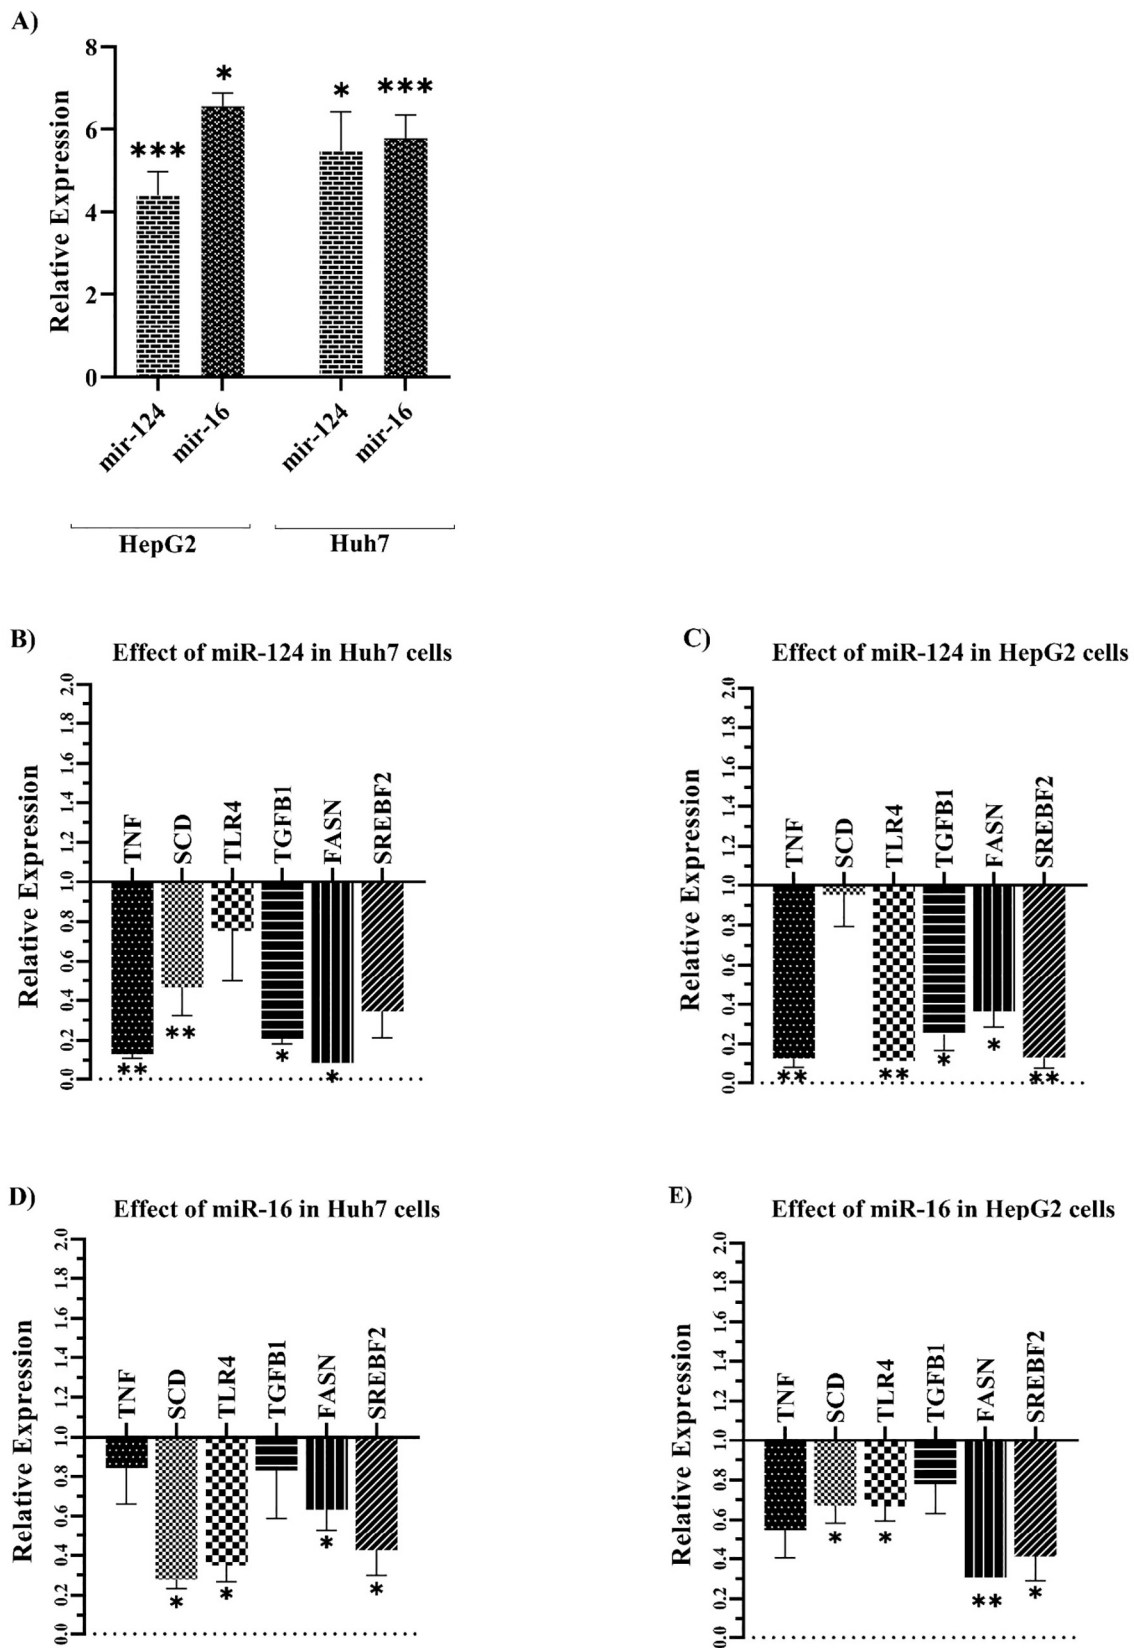 A)
Relative Expression
8
6
4
2
0
***
*
*
***
mir-124
mir-16
mir-124
mir-16
HepG2
Huh7
B)
Effect of miR-124 in Huh7 cells
Relative Expression
2.0
1.8
1.6
1.4
1.2
1.0
0.8
0.6
0.4
0.2
0.0
TNF
SCD
TLR4
TGFB1
FASN
SREBF2
**
**
*
*
C)
Effect of miR-124 in HepG2 cells
Relative Expression
2.0
1.8
1.6
1.4
1.2
1.0
0.8
0.6
0.4
0.2
0.0
TNF
SCD
TLR4
TGFB1
FASN
SREBF2
**
**
*
*
**
D)
Effect of miR-16 in Huh7 cells
Relative Expression
2.0
1.8
1.6
1.4
1.2
1.0
0.8
0.6
0.4
0.2
0.0
TNF
SCD
TLR4
TGFB1
FASN
SREBF2
*
*
*
*
E)
Effect of miR-16 in HepG2 cells
Relative Expression
2.0
1.8
1.6
1.4
1.2
1.0
0.8
0.6
0.4
0.2
0.0
TNF
SCD
TLR4
TGFB1
FASN
SREBF2
*
*
**
*